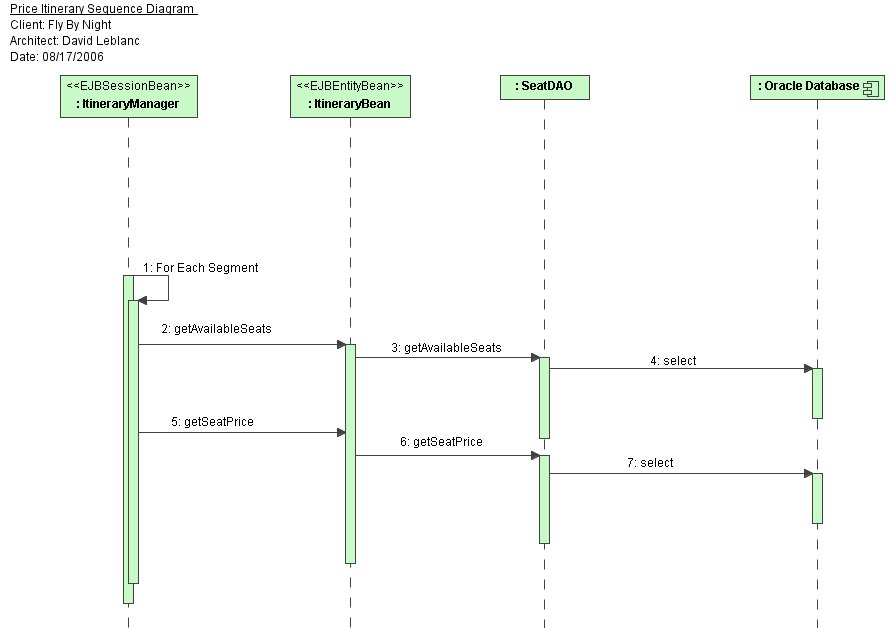 Price Itinerary Sequence Diagram
Client: Fly By Night
Architect: David Leblanc
Date: 08/17/2006
<<EJBSessionBean>>
: ItineraryManager
<<EJBEntityBean>>
: ItineraryBean
: SeatDAO
: Oracle Database
1: For Each Segment
2: getAvailableSeats
3: getAvailableSeats
4: select
5: getSeatPrice
6: getSeatPrice
7: select